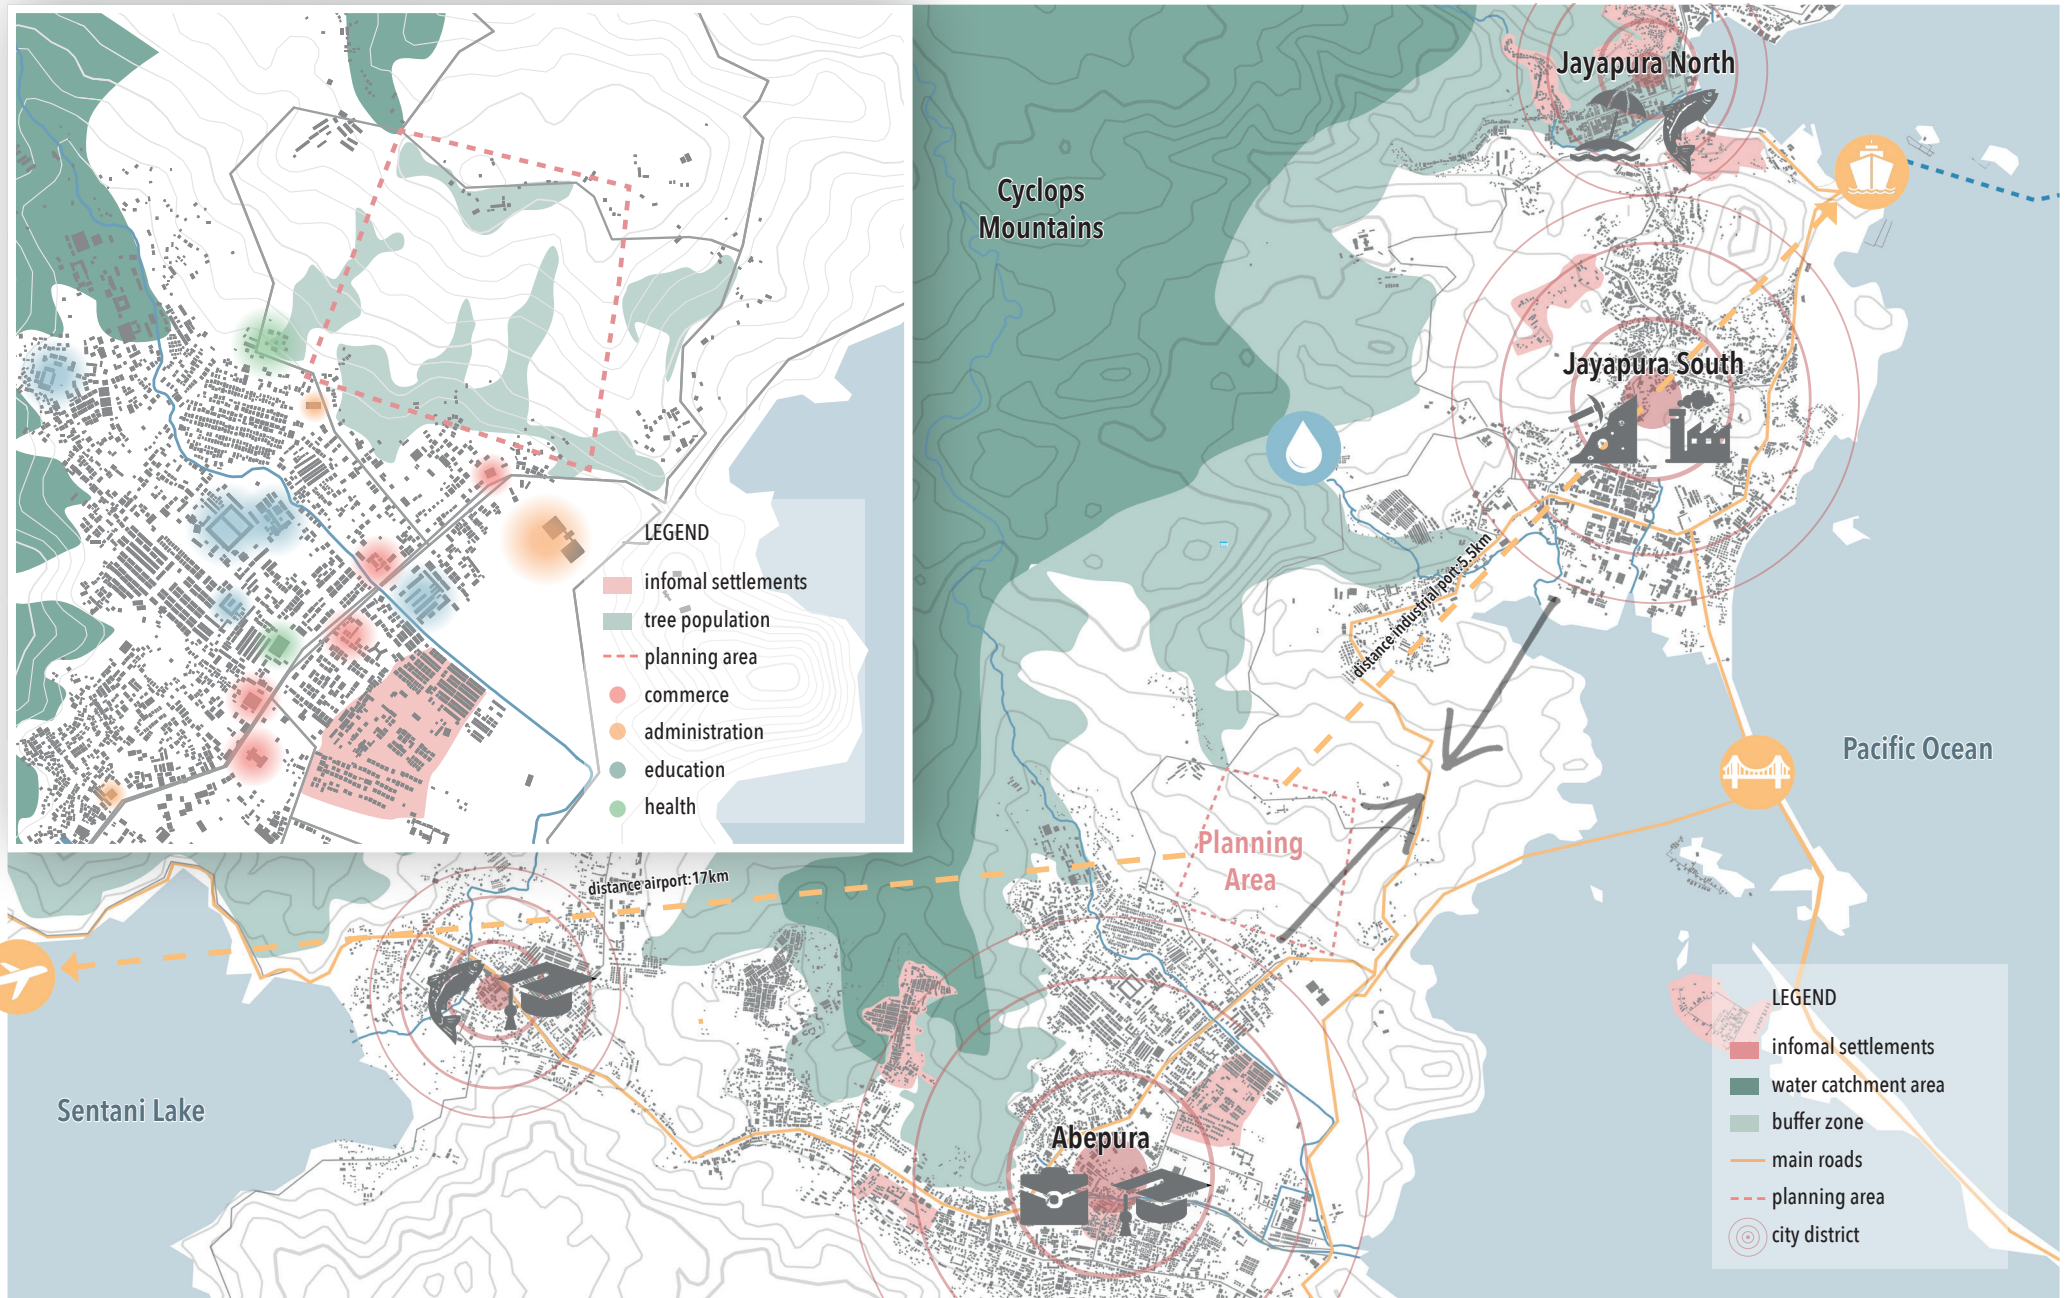 LEGEND
infomal settlements
tree population
planning area
commerce
administration
education
health
Jayapura North
Cyclops
Mountains
Jayapura South
distance industrial/port:5.5km
Pacific Ocean
Planning
Area
distance airport:17km
Sentani Lake
Abepura
LEGEND
infomal settlements
water catchment area
buffer zone
main roads
planning area
city district